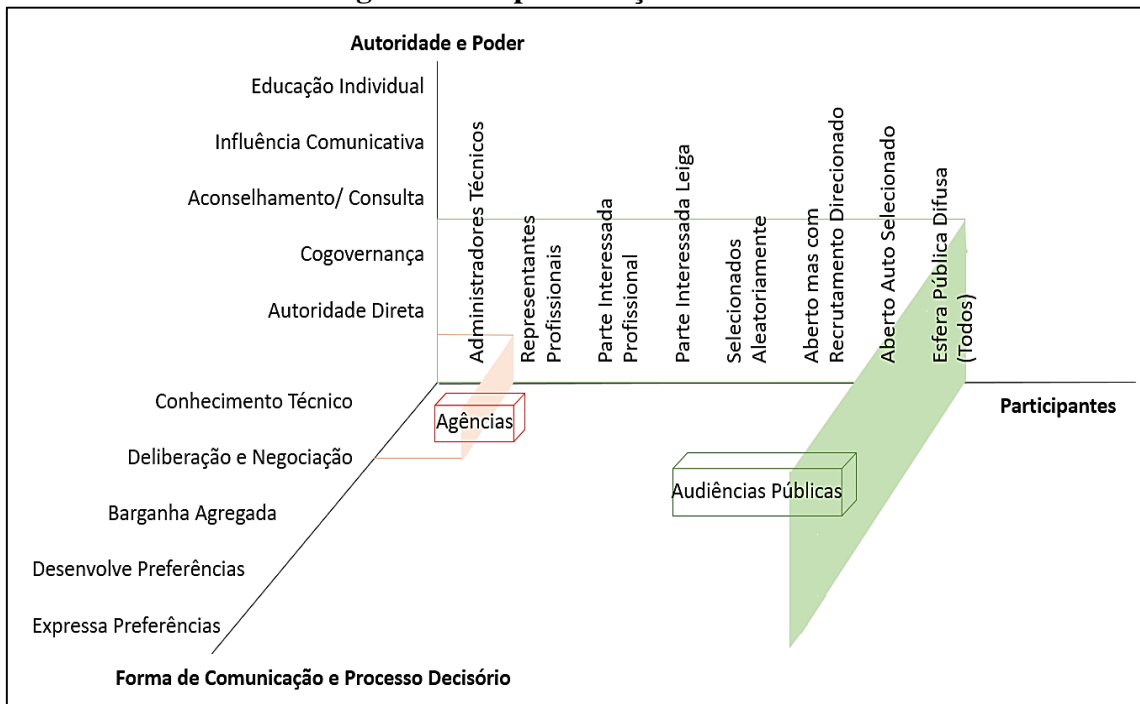 Autoridade e Poder
Educação Individual
Influência Comunicativa
Aconselhamento/ Consulta
Cogovernança
Autoridade Direta
Administradores Técnicos
Representantes
Profissionais
Parte Interessada
Profissional
Parte Interessada Leiga
Selecionados
Aleatoriamente
Aberto mas com
Recrutamento Direcionado
Aberto Auto Selecionado
Esfera Pública Difusa
(Todos)
Participantes
Conhecimento Técnico
Agências
Deliberação e Negociação
Audiências Públicas
Barganha Agregada
Desenvolve Preferências
Expressa Preferências
Forma de Comunicação e Processo Decisório